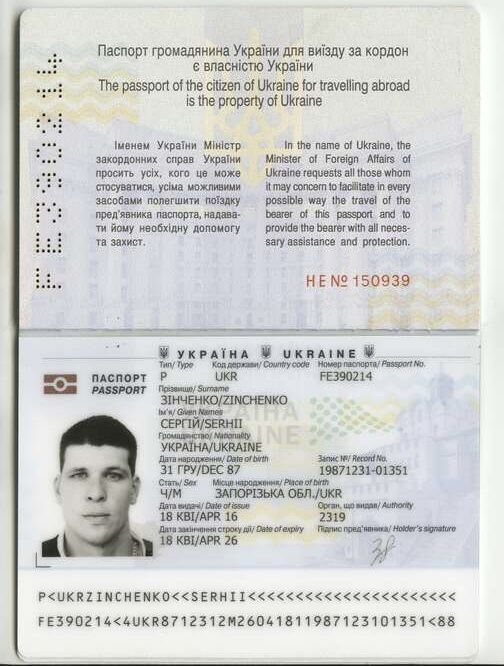 Паспорт громадянина України для виїзду за кордон
є власністю України
The passport of the citizen of Ukraine for travelling abroad
is the property of Ukraine
Іменем України Міністр
закордонних справ України
просить усіх, кого це може
стосуватися, усіма можливими
засобами полегшити поїздку
пред'явника паспорта, надава-
ти йому необхідну допомогу
та захист.
In the name of Ukraine, the
Minister of Foreign Affairs of
Ukraine requests all those whom
it may concern to facilitate in every
possible way the travel of the
bearer of this passport and to
provide the bearer with all neces-
sary assistance and protection.
FE390214
НЕ№ 150939
УКРАЇНА UKRAINE
ПАСПОРТ
PASSPORT
Тип/ Type Код держави/ Country code Номер паспорта/ Passport No.
P UKR FE390214
Прізвище/ Surname
ЗІНЧЕНКО/ZINCHENKO
Ім'я/ Given Names
СЕРГІЙ/SERHII
Громадянство/ Nationality
УКРАЇНА/UKRAINE
Дата народження/ Date of birth Запис №/ Record No.
31 ГРУ/DEC 87 19871231-01351
Стать/ Sex Місце народження/ Place of birth
Ч/M ЗАПОРІЗЬКА ОБЛ./UKR
Дата видачі/ Date of issue Орган, що видав/ Authority
18 КВІ/APR 16 2319
Дата закінчення строку дії/ Date of expiry Підпис пред'явника/ Holder's signature
18 КВІ/APR 26
P<UKRZINCHENKO<<SERHII<<<<<<<<<<<<<<<<<<<<<<
FE390214<4UKR8712312M26041811987123101351<88